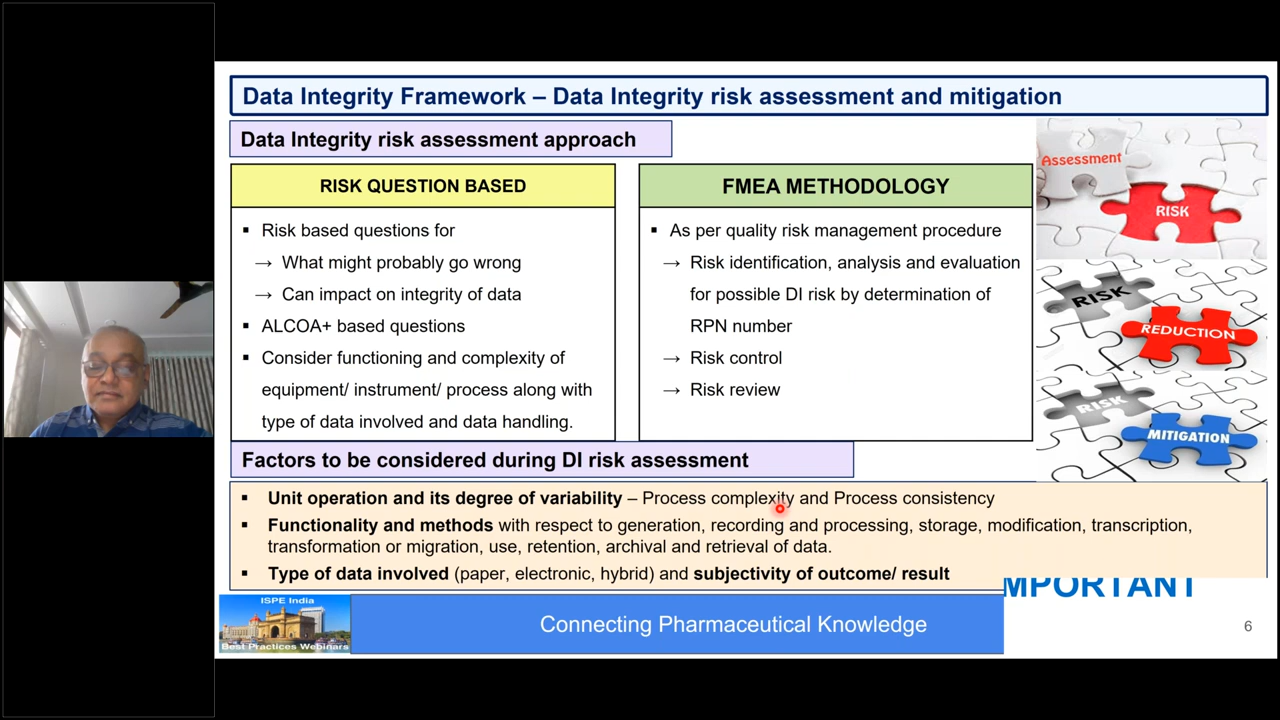 Data Integrity Framework – Data Integrity risk assessment and mitigation
Data Integrity risk assessment approach
RISK QUESTION BASED
▪ Risk based questions for
→ What might probably go wrong
→ Can impact on integrity of data
▪ ALCOA+ based questions
▪ Consider functioning and complexity of
equipment/ instrument/ process along with
type of data involved and data handling.
FMEA METHODOLOGY
▪ As per quality risk management procedure
→ Risk identification, analysis and evaluation
for possible DI risk by determination of
RPN number
→ Risk control
→ Risk review
Assessment
RISK
RISK
REDUCTION
RISK
MITIGATION
Factors to be considered during DI risk assessment
▪ Unit operation and its degree of variability – Process complexity and Process consistency
▪ Functionality and methods with respect to generation, recording and processing, storage, modification, transcription,
transformation or migration, use, retention, archival and retrieval of data.
▪ Type of data involved (paper, electronic, hybrid) and subjectivity of outcome/ result
MPORTANT
ISPE India
Best Practices Webinars
Connecting Pharmaceutical Knowledge
6